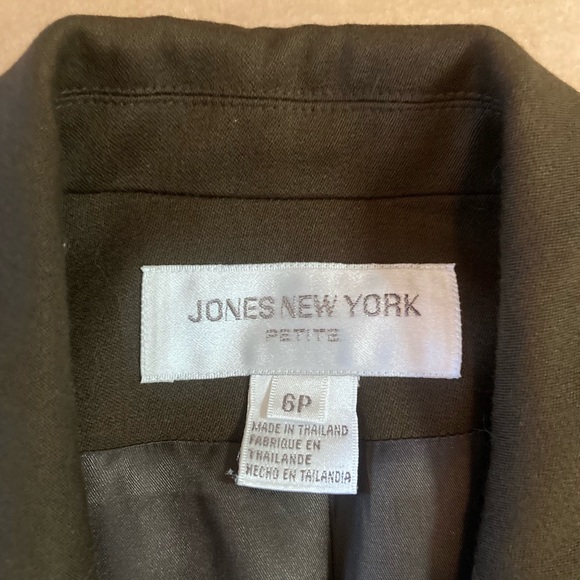 JONES NEW YORK
PETITE
6P
MADE IN THAILAND
FABRIQUE EN
THAILANDE
HECHO EN TAILANDIA